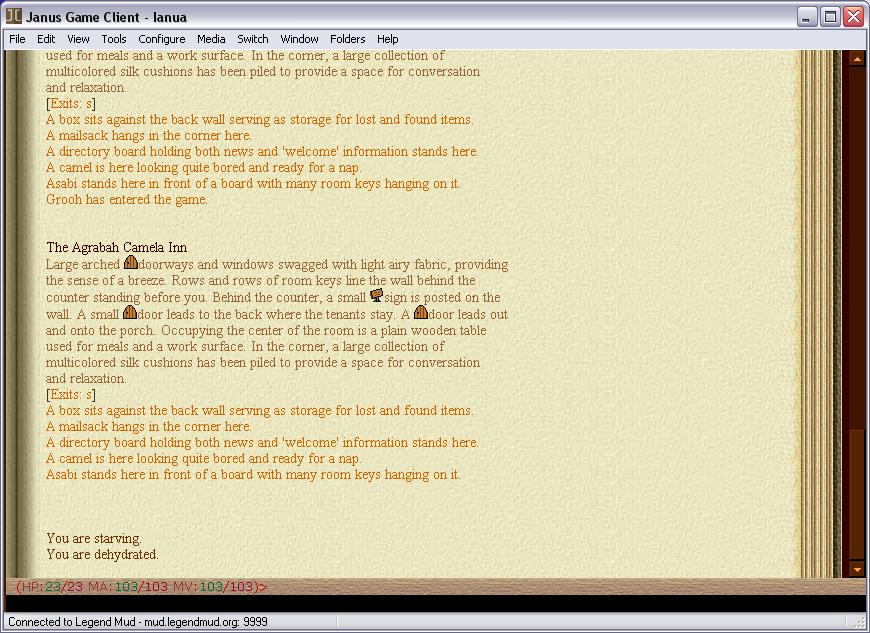 Janus Game Client - Ianua
File Edit View Tools Configure Media Switch Window Folders Help
used for meals and a work surface. In the corner, a large collection of
multicolored silk cushions has been piled to provide a space for conversation
and relaxation.
[Exits: s]
A box sits against the back wall serving as storage for lost and found items.
A mailsack hangs in the corner here.
A directory board holding both news and 'welcome' information stands here.
A camel is here looking quite bored and ready for a nap.
Asabi stands here in front of a board with many room keys hanging on it.
Grooh has entered the game.
The Agrabah Camela Inn
Large arched doorways and windows swagged with light airy fabric, providing
the sense of a breeze. Rows and rows of room keys line the wall behind the
counter standing before you. Behind the counter, a small sign is posted on the
wall. A small door leads to the back where the tenants stay. A door leads out
and onto the porch. Occupying the center of the room is a plain wooden table
used for meals and a work surface. In the corner, a large collection of
multicolored silk cushions has been piled to provide a space for conversation
and relaxation.
[Exits: s]
A box sits against the back wall serving as storage for lost and found items.
A mailsack hangs in the corner here.
A directory board holding both news and 'welcome' information stands here.
A camel is here looking quite bored and ready for a nap.
Asabi stands here in front of a board with many room keys hanging on it.
You are starving.
You are dehydrated.
(HP:23/23 MA:103/103 MV:103/103)>
Connected to Legend Mud - mud.legendmud.org: 9999